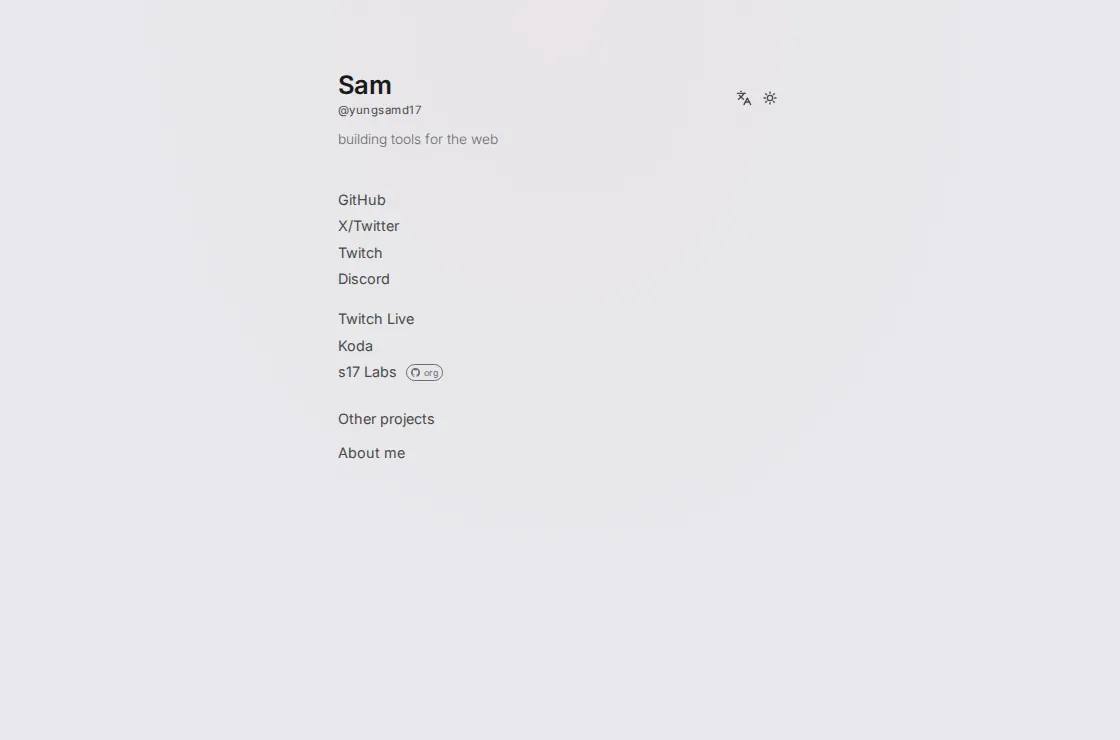 Sam
@yungsamd17
building tools for the web
GitHub
X/Twitter
Twitch
Discord
Twitch Live
Koda
s17 Labs org
Other projects
About me